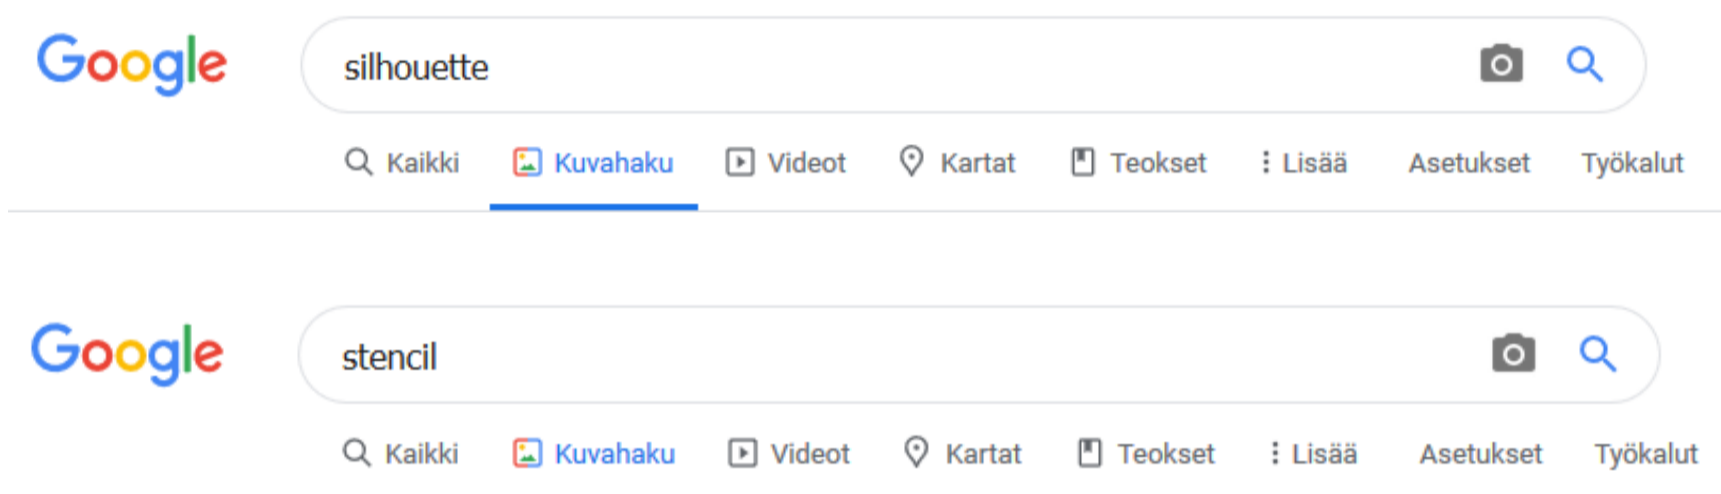 Google silhouette
Kaikki Kuvahaku Videot Kartat Teokset Lisää Asetukset Työkalut
Google stencil
Kaikki Kuvahaku Videot Kartat Teokset Lisää Asetukset Työkalut